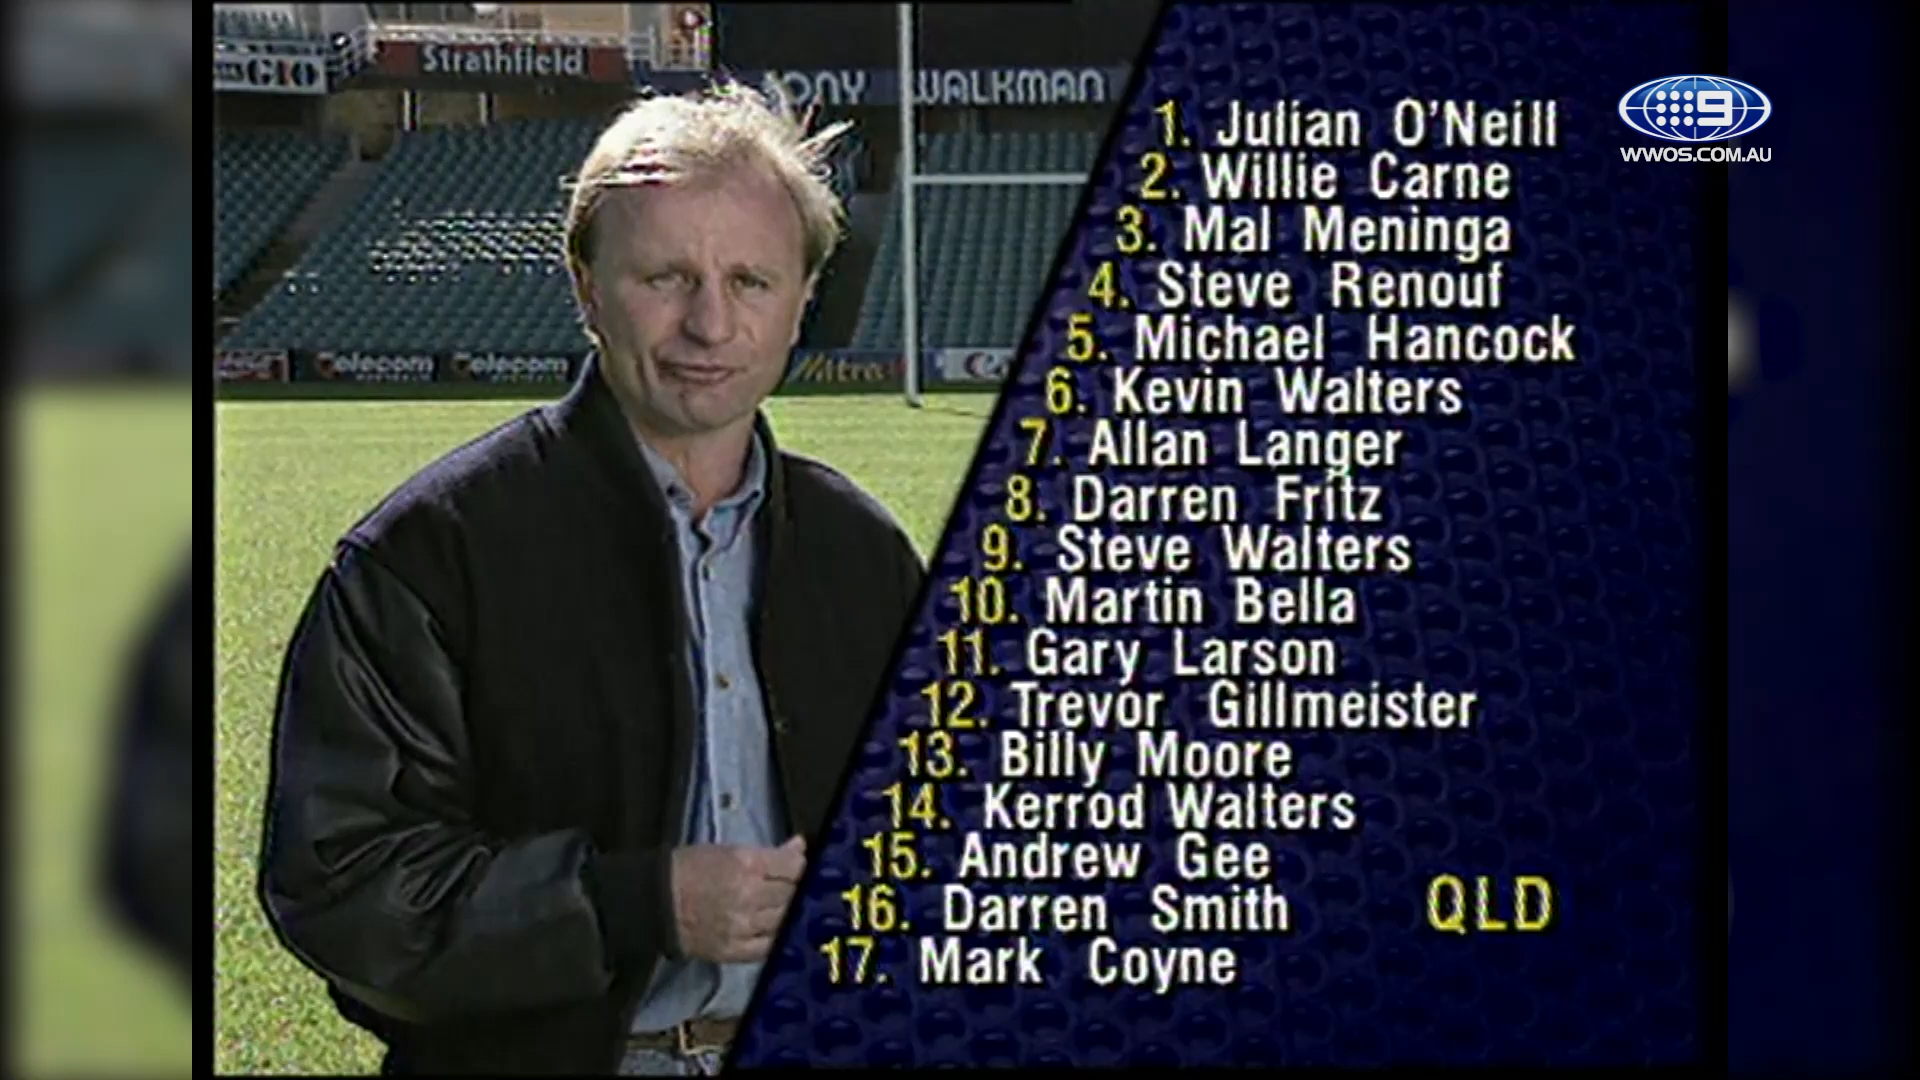 GIO
Strathfield
SONY WALKMAN
Telecom
AUSTRALIA
Telecom
AUSTRALIA
Mitre
1. Julian O'Neill
2. Willie Carne
3. Mal Meninga
4. Steve Renouf
5. Michael Hancock
6. Kevin Walters
7. Allan Langer
8. Darren Fritz
9. Steve Walters
10. Martin Bella
11. Gary Larson
12. Trevor Gillmeister
13. Billy Moore
14. Kerrod Walters
15. Andrew Gee
16. Darren Smith
17. Mark Coyne
QLD
9
WWOS.COM.AU